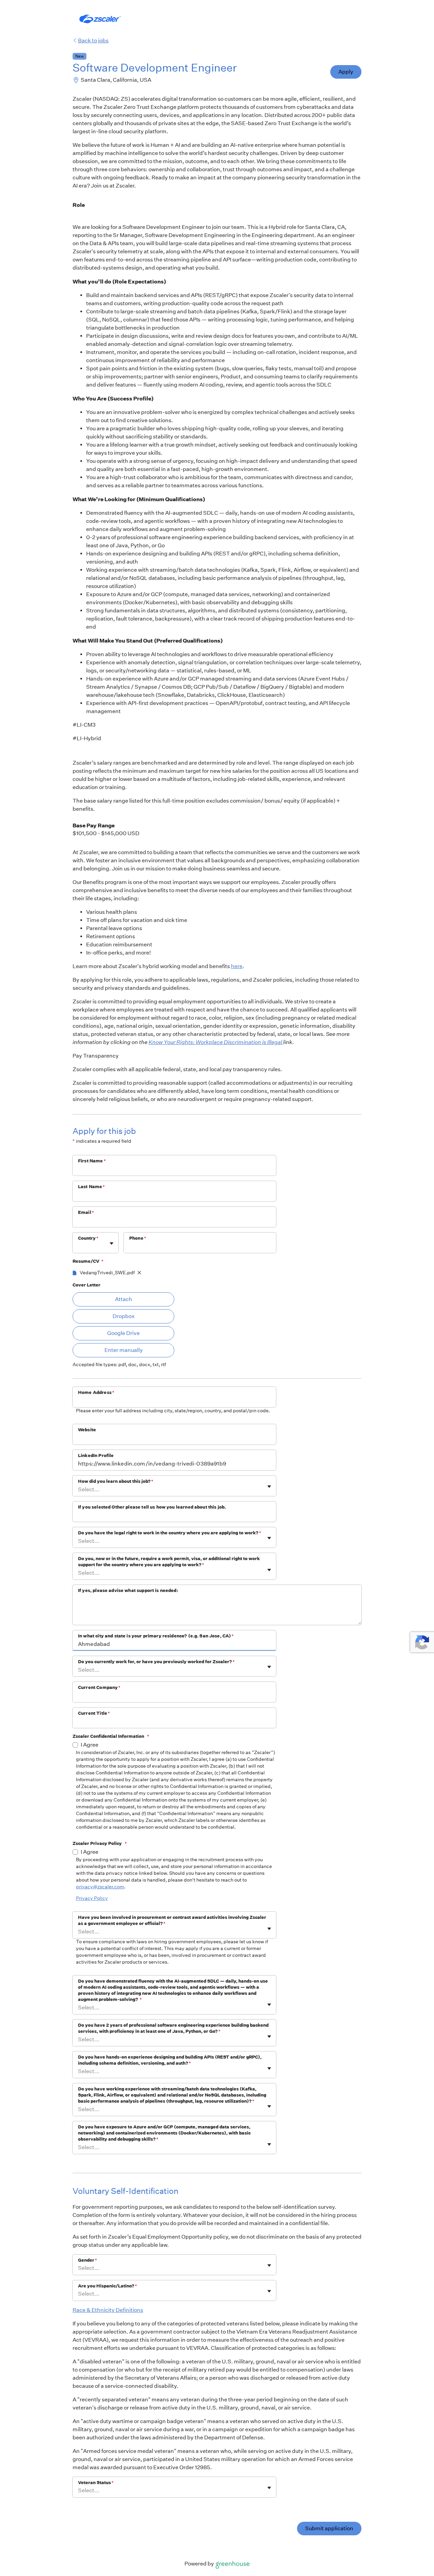 zscaler
Back to jobs
New
Software Development Engineer
Apply
Santa Clara, California, USA
Zscaler (NASDAQ: ZS) accelerates digital transformation so customers can be more agile, efficient, resilient, and
secure. The Zscaler Zero Trust Exchange platform protects thousands of customers from cyberattacks and data
loss by securely connecting users, devices, and applications in any location. Distributed across 200+ public data
centers globally and thousands of private sites at the edge, the SASE-based Zero Trust Exchange is the world's
largest in-line cloud security platform.
We believe the future of work is Human + AI and are building an AI-native enterprise where human potential is
amplified by machine intelligence to solve the world's hardest security challenges. Driven by deep customer
obsession, we are committed to the mission, outcome, and to each other. We bring these commitments to life
through three core behaviors: ownership and collaboration, trust through outcomes and impact, and a challenge
culture with ongoing feedback. Ready to make an impact at the company pioneering security transformation in the
AI era? Join us at Zscaler.
Role
We are looking for a Software Development Engineer to join our team. This is a Hybrid role for Santa Clara, CA,
reporting to the Sr Manager, Software Development Engineering in the Engineering department. As an engineer
on the Data & APIs team, you will build large-scale data pipelines and real-time streaming systems that process
Zscaler's security telemetry at scale, along with the APIs that expose it to internal and external consumers. You will
own features end-to-end across the streaming pipeline and API surface—writing production code, contributing to
distributed-systems design, and operating what you build.
What you'll do (Role Expectations)
Build and maintain backend services and APIs (REST/gRPC) that expose Zscaler's security data to internal
teams and customers, writing production-quality code across the request path
Contribute to large-scale streaming and batch data pipelines (Kafka, Spark/Flink) and the storage layer
(SQL, NoSQL, columnar) that feed those APIs — writing processing logic, tuning performance, and helping
triangulate bottlenecks in production
Participate in design discussions, write and review design docs for features you own, and contribute to AI/ML
enabled anomaly-detection and signal-correlation logic over streaming telemetry.
Instrument, monitor, and operate the services you build — including on-call rotation, incident response, and
continuous improvement of reliability and performance
Spot pain points and friction in the existing system (bugs, slow queries, flaky tests, manual toil) and propose
or ship improvements; partner with senior engineers, Product, and consuming teams to clarify requirements
and deliver features — fluently using modern AI coding, review, and agentic tools across the SDLC
Who You Are (Success Profile)
You are an innovative problem-solver who is energized by complex technical challenges and actively seeks
them out to find creative solutions.
You are a pragmatic builder who loves shipping high-quality code, rolling up your sleeves, and iterating
quickly without sacrificing stability or standards.
You are a lifelong learner with a true growth mindset, actively seeking out feedback and continuously looking
for ways to improve your skills.
You operate with a strong sense of urgency, focusing on high-impact delivery and understanding that speed
and quality are both essential in a fast-paced, high-growth environment.
You are a high-trust collaborator who is ambitious for the team, communicates with directness and candor,
and serves as a reliable partner to teammates across various functions.
What We're Looking for (Minimum Qualifications)
Demonstrated fluency with the AI-augmented SDLC — daily, hands-on use of modern AI coding assistants,
code-review tools, and agentic workflows — with a proven history of integrating new AI technologies to
enhance daily workflows and augment problem-solving
0-2 years of professional software engineering experience building backend services, with proficiency in at
least one of Java, Python, or Go
Hands-on experience designing and building APIs (REST and/or gRPC), including schema definition,
versioning, and auth
Working experience with streaming/batch data technologies (Kafka, Spark, Flink, Airflow, or equivalent) and
relational and/or NoSQL databases, including basic performance analysis of pipelines (throughput, lag,
resource utilization)
Exposure to Azure and/or GCP (compute, managed data services, networking) and containerized
environments (Docker/Kubernetes), with basic observability and debugging skills
Strong fundamentals in data structures, algorithms, and distributed systems (consistency, partitioning,
replication, fault tolerance, backpressure), with a clear track record of shipping production features end-to-
end
What Will Make You Stand Out (Preferred Qualifications)
Proven ability to leverage AI technologies and workflows to drive measurable operational efficiency
Experience with anomaly detection, signal triangulation, or correlation techniques over large-scale telemetry,
logs, or security/networking data — statistical, rules-based, or ML
Hands-on experience with Azure and/or GCP managed streaming and data services (Azure Event Hubs /
Stream Analytics / Synapse / Cosmos DB; GCP Pub/Sub / Dataflow / BigQuery / Bigtable) and modern
warehouse/lakehouse tech (Snowflake, Databricks, ClickHouse, Elasticsearch)
Experience with API-first development practices — OpenAPI/protobuf, contract testing, and API lifecycle
management
#LI-CM3
#LI-Hybrid
Zscaler's salary ranges are benchmarked and are determined by role and level. The range displayed on each job
posting reflects the minimum and maximum target for new hire salaries for the position across all US locations and
could be higher or lower based on a multitude of factors, including job-related skills, experience, and relevant
education or training.
The base salary range listed for this full-time position excludes commission/ bonus/ equity (if applicable) +
benefits.
Base Pay Range
$101,500 - $145,000 USD
At Zscaler, we are committed to building a team that reflects the communities we serve and the customers we work
with. We foster an inclusive environment that values all backgrounds and perspectives, emphasizing collaboration
and belonging. Join us in our mission to make doing business seamless and secure.
Our Benefits program is one of the most important ways we support our employees. Zscaler proudly offers
comprehensive and inclusive benefits to meet the diverse needs of our employees and their families throughout
their life stages, including:
Various health plans
Time off plans for vacation and sick time
Parental leave options
Retirement options
Education reimbursement
In-office perks, and more!
Learn more about Zscaler's hybrid working model and benefits here.
By applying for this role, you adhere to applicable laws, regulations, and Zscaler policies, including those related to
security and privacy standards and guidelines.
Zscaler is committed to providing equal employment opportunities to all individuals. We strive to create a
workplace where employees are treated with respect and have the chance to succeed. All qualified applicants will
be considered for employment without regard to race, color, religion, sex (including pregnancy or related medical
conditions), age, national origin, sexual orientation, gender identity or expression, genetic information, disability
status, protected veteran status, or any other characteristic protected by federal, state, or local laws. See more
information by clicking on the Know Your Rights: Workplace Discrimination is Illegal link.
Pay Transparency
Zscaler complies with all applicable federal, state, and local pay transparency rules.
Zscaler is committed to providing reasonable support (called accommodations or adjustments) in our recruiting
processes for candidates who are differently abled, have long term conditions, mental health conditions or
sincerely held religious beliefs, or who are neurodivergent or require pregnancy-related support.
Apply for this job
* indicates a required field
First Name *
Last Name *
Email *
Country *
Phone *
Resume/CV *
VedangTrivedi_SWE.pdf
Cover Letter
Attach
Dropbox
Google Drive
Enter manually
Accepted file types: pdf, doc, docx, txt, rtf
Home Address *
Please enter your full address including city, state/region, country, and postal/pin code.
Website
LinkedIn Profile
https://www.linkedin.com/in/vedang-trivedi-0389a91b9
How did you learn about this job? *
Select...
If you selected Other please tell us how you learned about this job.
Do you have the legal right to work in the country where you are applying to work? *
Select...
Do you, now or in the future, require a work permit, visa, or additional right to work
support for the country where you are applying to work? *
Select...
If yes, please advise what support is needed:
In what city and state is your primary residence? (e.g. San Jose, CA) *
Ahmedabad
Do you currently work for, or have you previously worked for Zscaler? *
Select...
Current Company *
Current Title *
Zscaler Confidential Information *
I Agree
In consideration of Zscaler, Inc. or any of its subsidiaries (together referred to as "Zscaler")
granting the opportunity to apply for a position with Zscaler, I agree (a) to use Confidential
Information for the sole purpose of evaluating a position with Zscaler; (b) that I will not
disclose Confidential Information to anyone outside of Zscaler, (c) that all Confidential
Information disclosed by Zscaler (and any derivative works thereof) remains the property
of Zscaler, and no license or other rights to such information is granted or implied,
(d) not to use the systems of my current employer to access any Confidential Information
or download any Confidential Information onto the systems of my current employer, (e)
immediately upon request, to return or destroy all the embodiments and copies of any
Confidential Information; and (f) that "Confidential Information" means any nonpublic
information disclosed to me by Zscaler, which Zscaler labels or otherwise identifies as
confidential or a reasonable person would understand to be confidential.
Zscaler Privacy Policy *
I Agree
By proceeding with your application or engaging in the recruitment process with you
acknowledge that we will collect, use, and store your personal information in accordance
with the data privacy notice linked below. Should you have any concerns or questions
about how your personal data is handled, please don't hesitate to reach out to
privacy@zscaler.com.
Privacy Policy
Have you been involved in procurement or contract award activities involving Zscaler
as a government employee or official? *
Select...
To ensure compliance with laws on hiring government employees, please let us know if
you have a potential conflict of interest. This may apply if you are a current or former
government employee who is, or has been, involved in procurement or contract award
activities for Zscaler products or services.
Do you have demonstrated fluency with the AI-augmented SDLC — daily, hands-on use
of modern AI coding assistants, code-review tools, and agentic workflows — with a
proven history of integrating new AI technologies to enhance daily workflows and
augment problem-solving? *
Select...
Do you have 2 years of professional software engineering experience building backend
services, with proficiency in at least one of Java, Python, or Go? *
Select...
Do you have hands-on experience designing and building APIs (REST and/or gRPC),
including schema definition, versioning, and auth? *
Select...
Do you have working experience with streaming/batch data technologies (Kafka,
Spark, Flink, Airflow, or equivalent) and relational and/or NoSQL databases, including
basic performance analysis of pipelines (throughput, lag, resource utilization)? *
Select...
Do you have exposure to Azure and/or GCP (compute, managed data services,
networking) and containerized environments (Docker/Kubernetes), with basic
observability and debugging skills? *
Select...
Voluntary Self-Identification
For government reporting purposes, we ask candidates to respond to the below self-identification survey.
Completion of the form is entirely voluntary. Whatever your decision, it will not be considered in the hiring process
or thereafter. Any information that you do provide will be recorded and maintained in a confidential file.
As set forth in Zscaler's Equal Employment Opportunity policy, we do not discriminate on the basis of any protected
group status under any applicable law.
Gender *
Select...
Are you Hispanic/Latino? *
Select...
Race & Ethnicity Definitions
If you believe you belong to any of the categories of protected veterans listed below, please indicate by making the
appropriate selection. As a government contractor subject to the Vietnam Era Veterans Readjustment Assistance
Act (VEVRAA), we request this information in order to measure the effectiveness of the outreach and positive
recruitment efforts we undertake pursuant to VEVRAA. Classification of protected categories is as follows:
A "disabled veteran" is one of the following: a veteran of the U.S. military, ground, naval or air service who is entitled
to compensation (or who but for the receipt of military retired pay would be entitled to compensation) under laws
administered by the Secretary of Veterans Affairs; or a person who was discharged or released from active duty
because of a service-connected disability.
A "recently separated veteran" means any veteran during the three-year period beginning on the date of such
veteran's discharge or release from active duty in the U.S. military, ground, naval, or air service.
An "active duty wartime or campaign badge veteran" means a veteran who served on active duty in the U.S.
military, ground, naval or air service during a war, or in a campaign or expedition for which a campaign badge has
been authorized under the laws administered by the Department of Defense.
An "Armed forces service medal veteran" means a veteran who, while serving on active duty in the U.S. military,
ground, naval or air service, participated in a United States military operation for which an Armed Forces service
medal was awarded pursuant to Executive Order 12985.
Veteran Status *
Select...
Submit application
Powered by greenhouse